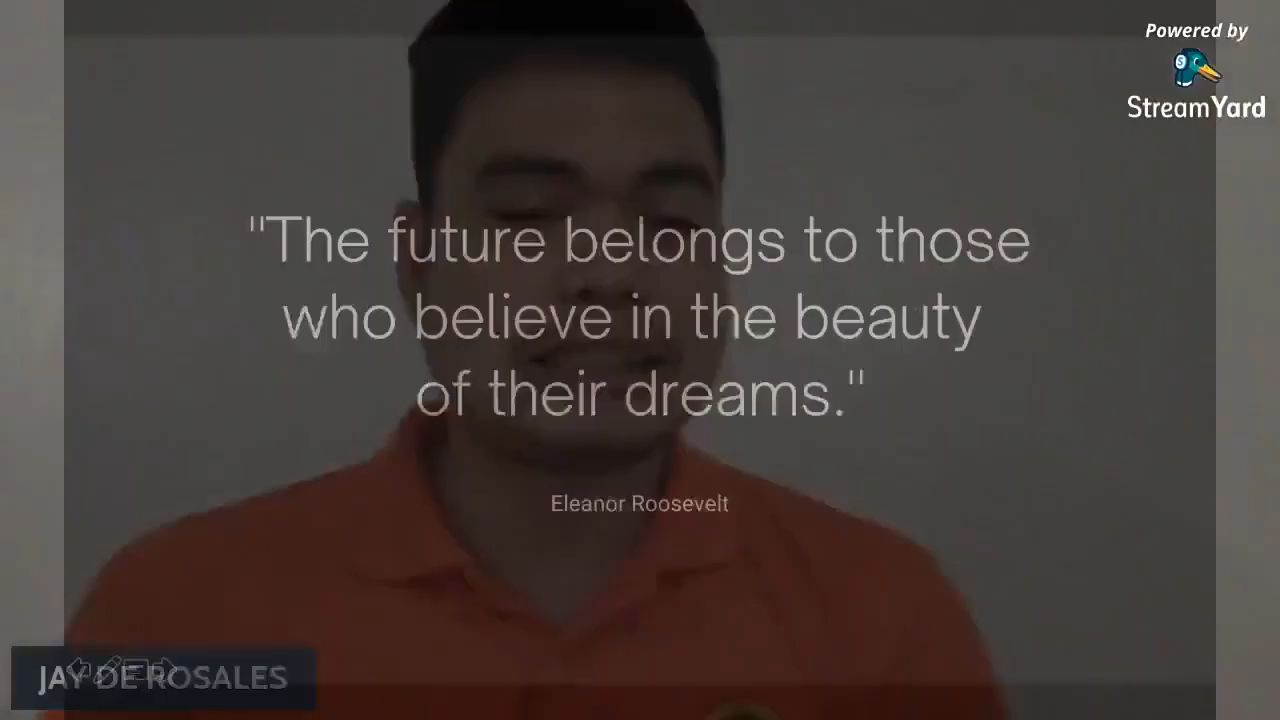 Powered by
StreamYard
"The future belongs to those
who believe in the beauty
of their dreams."
Eleanor Roosevelt
JAY DE ROSALES